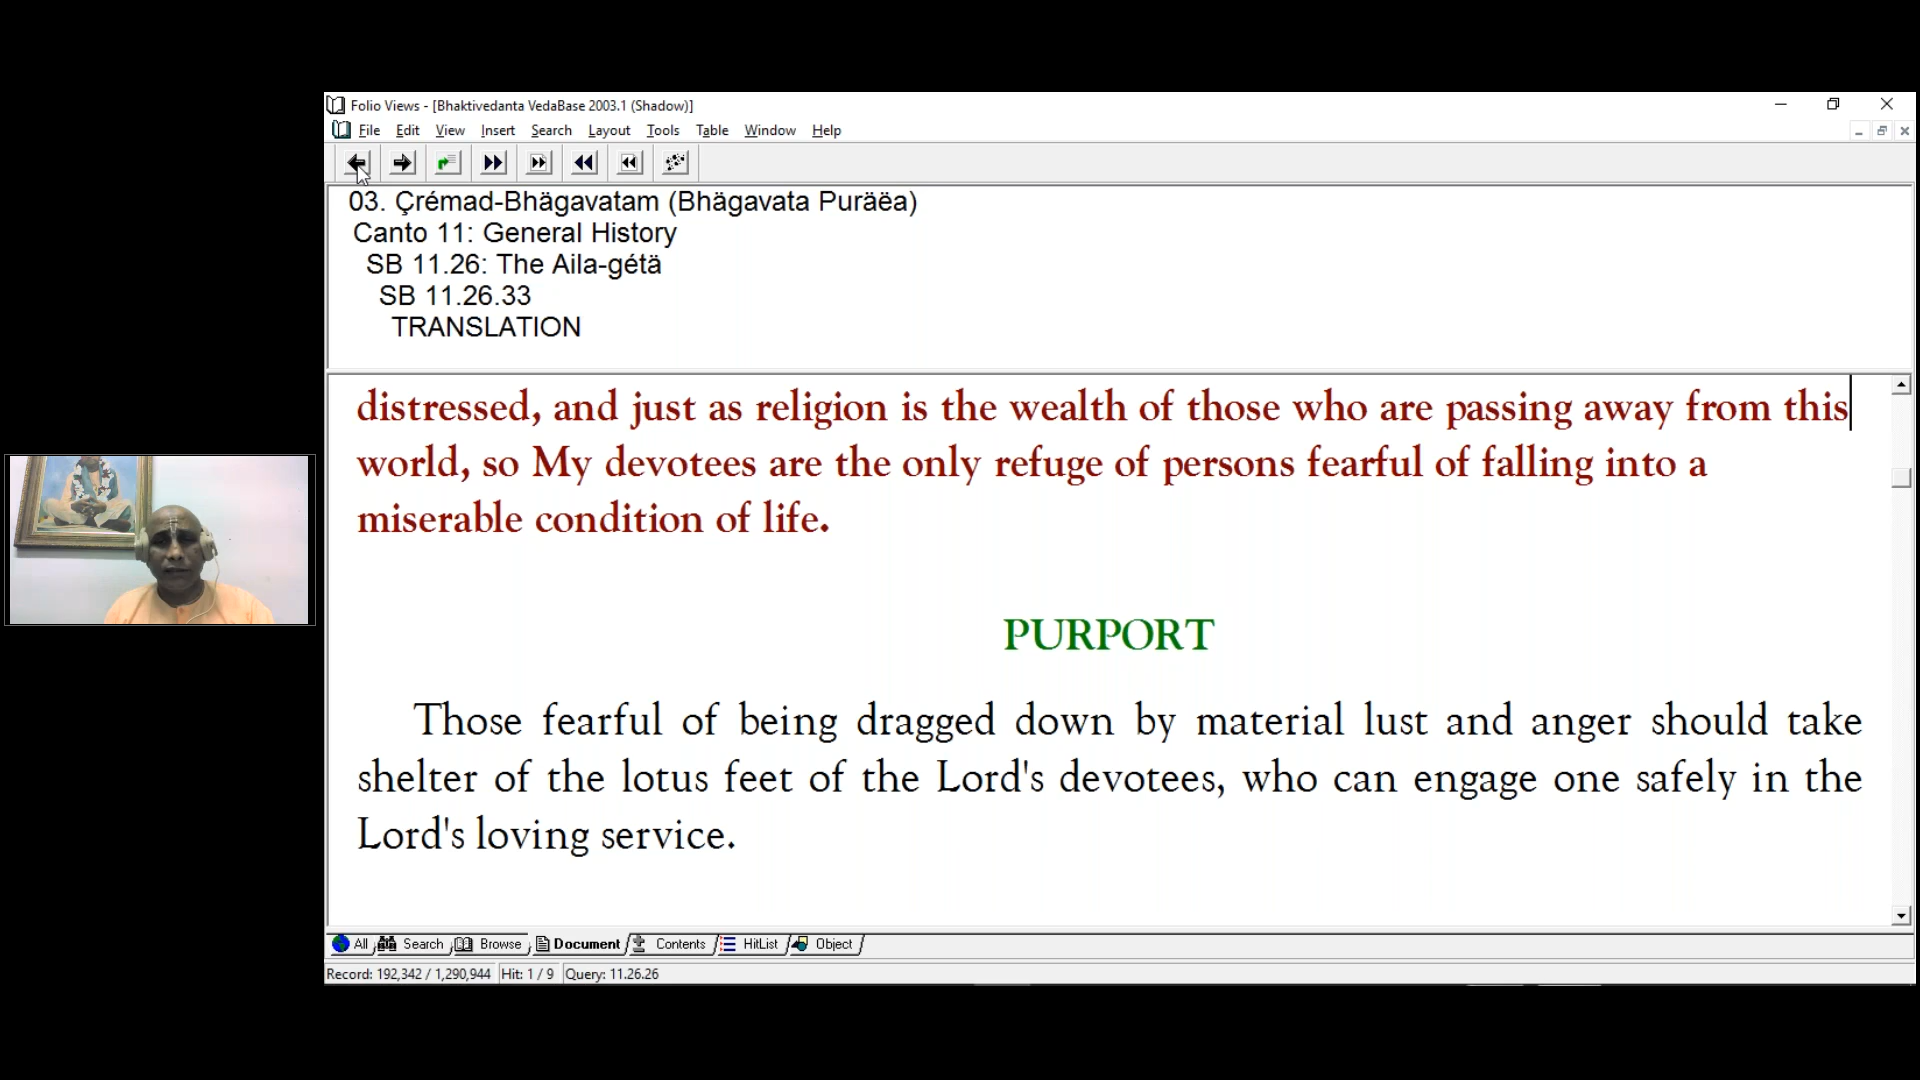 Folio Views - [Bhaktivedanta VedaBase 2003.1 (Shadow)]
File Edit View Insert Search Layout Tools Table Window Help
03. Çrémad-Bhägavatam (Bhägavata Puräëa)
Canto 11: General History
SB 11.26: The Aila-gétä
SB 11.26.33
TRANSLATION
distressed, and just as religion is the wealth of those who are passing away from this
world, so My devotees are the only refuge of persons fearful of falling into a
miserable condition of life.
PURPORT
Those fearful of being dragged down by material lust and anger should take
shelter of the lotus feet of the Lord's devotees, who can engage one safely in the
Lord's loving service.
All Search Browse Document Contents HitList Object
Record: 192,342 / 1,290,944 Hit: 1 / 9 Query: 11.26.26